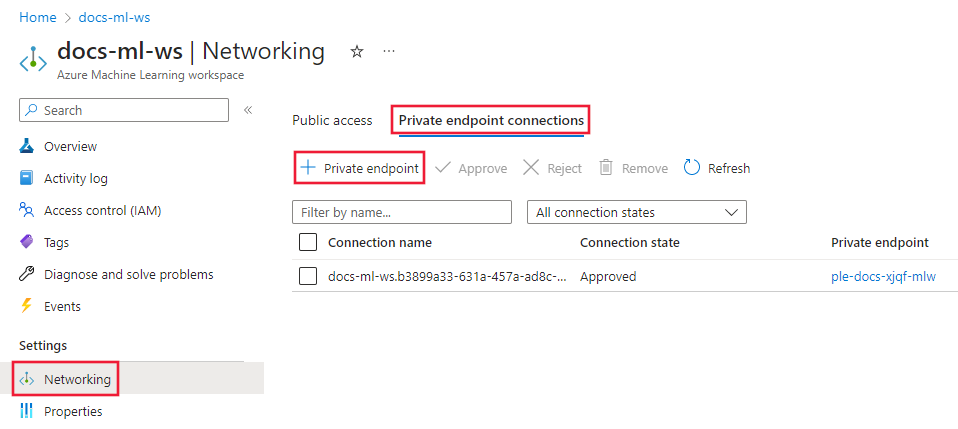 Home > docs-ml-ws
docs-ml-ws | Networking
Azure Machine Learning workspace
Search
Overview
Activity log
Access control (IAM)
Tags
Diagnose and solve problems
Events
Settings
Networking
Properties
Public access Private endpoint connections
+ Private endpoint Approve Reject Remove Refresh
Filter by name... All connection states
Connection name Connection state Private endpoint
docs-ml-ws.b3899a33-631a-457a-ad8c-... Approved ple-docs-xjqf-mlw